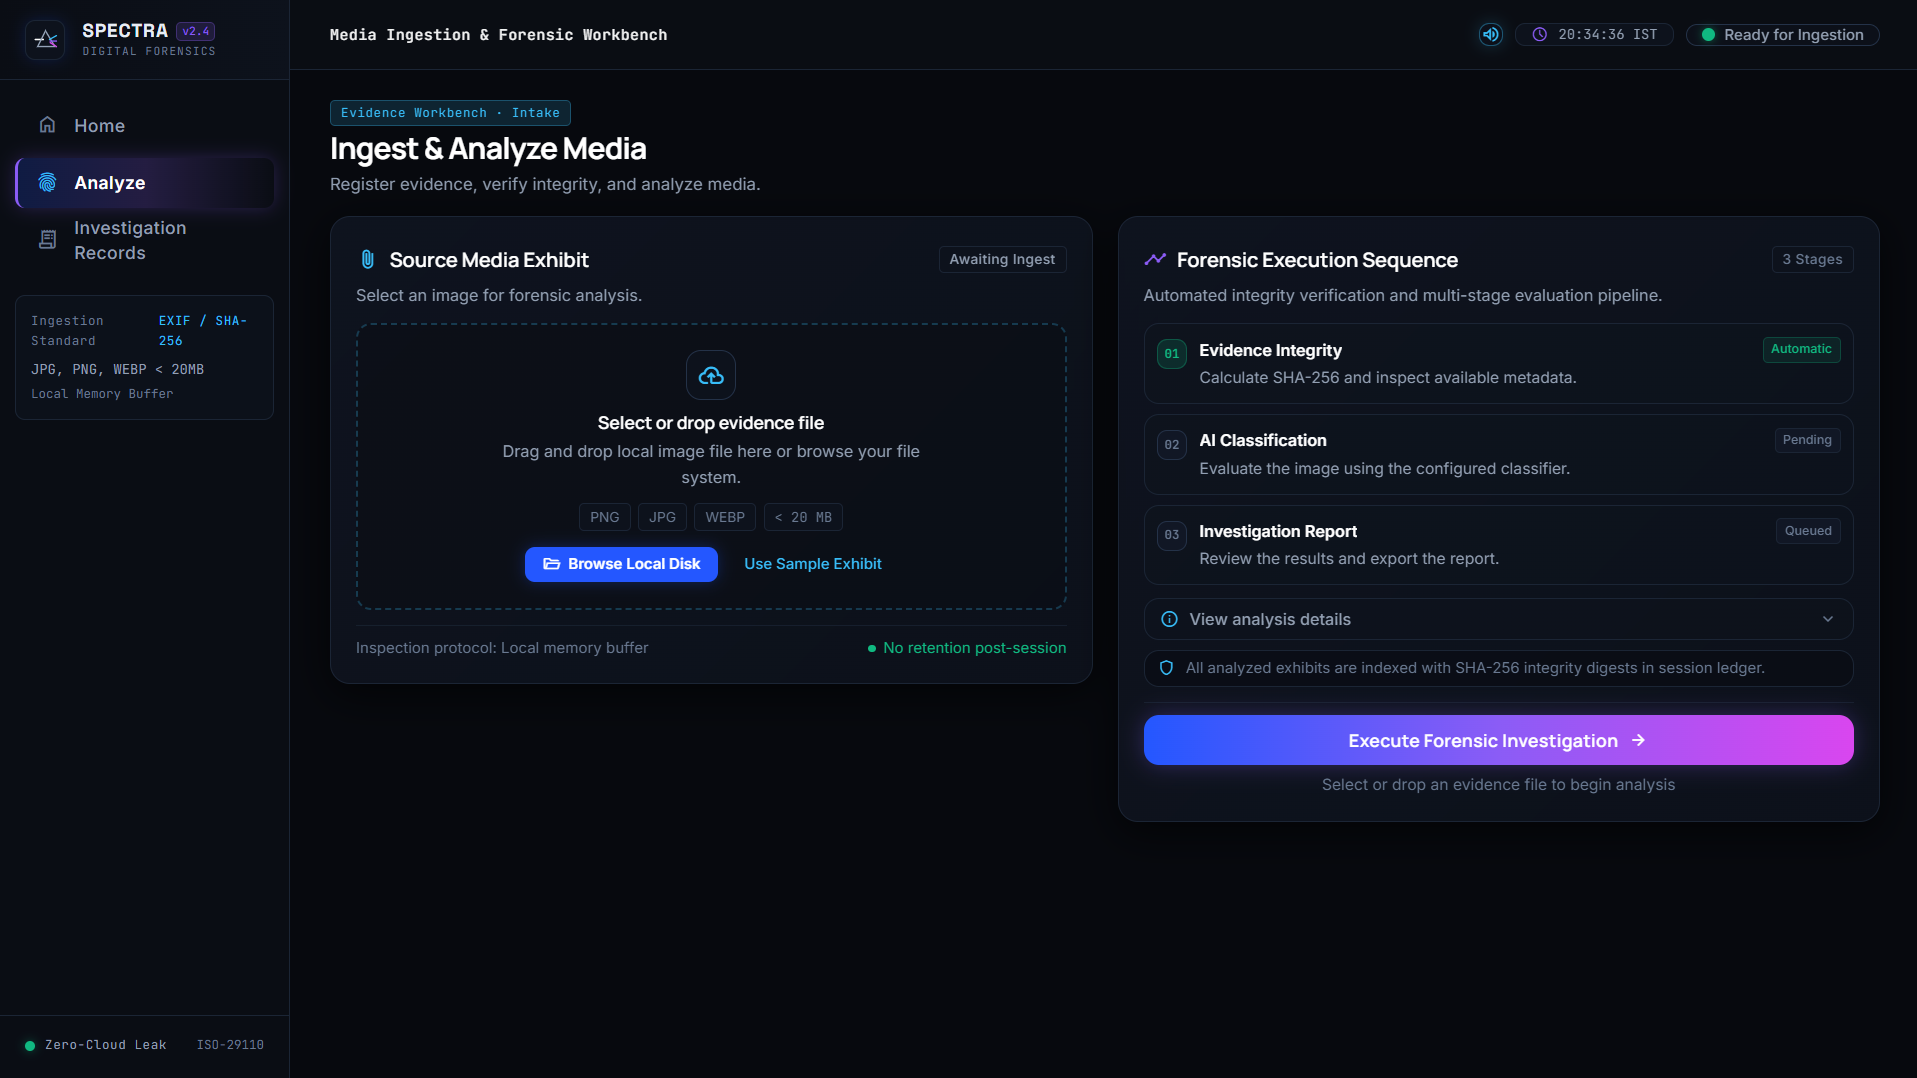 SPECTRA v2.4
DIGITAL FORENSICS
Home
Analyze
Investigation
Records
Ingestion
Standard
EXIF / SHA-
256
JPG, PNG, WEBP < 20MB
Local Memory Buffer
Zero-Cloud Leak
ISO-29110
Media Ingestion & Forensic Workbench
20:34:36 IST
Ready for Ingestion
Evidence Workbench · Intake
Ingest & Analyze Media
Register evidence, verify integrity, and analyze media.
Source Media Exhibit
Awaiting Ingest
Select an image for forensic analysis.
Select or drop evidence file
Drag and drop local image file here or browse your file
system.
PNG
JPG
WEBP
< 20 MB
Browse Local Disk
Use Sample Exhibit
Inspection protocol: Local memory buffer
No retention post-session
Forensic Execution Sequence
3 Stages
Automated integrity verification and multi-stage evaluation pipeline.
01
Evidence Integrity
Automatic
Calculate SHA-256 and inspect available metadata.
02
AI Classification
Pending
Evaluate the image using the configured classifier.
03
Investigation Report
Queued
Review the results and export the report.
View analysis details
All analyzed exhibits are indexed with SHA-256 integrity digests in session ledger.
Execute Forensic Investigation
Select or drop an evidence file to begin analysis